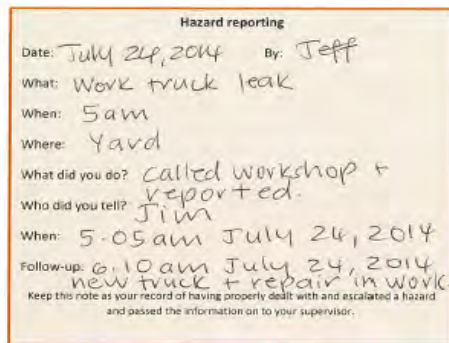 Hazard reporting
Date: July 24, 2014 By: Jeff
What: Work truck leak
When: 5am
Where: Yard
What did you do? called workshop +
reported.
Who did you tell? Jim
When: 5.05am July 24, 2014
Follow-up: 6.10am July 24, 2014
new truck + repair in work
Keep this note as your record of having properly dealt with and escalated a hazard
and passed the information on to your supervisor.